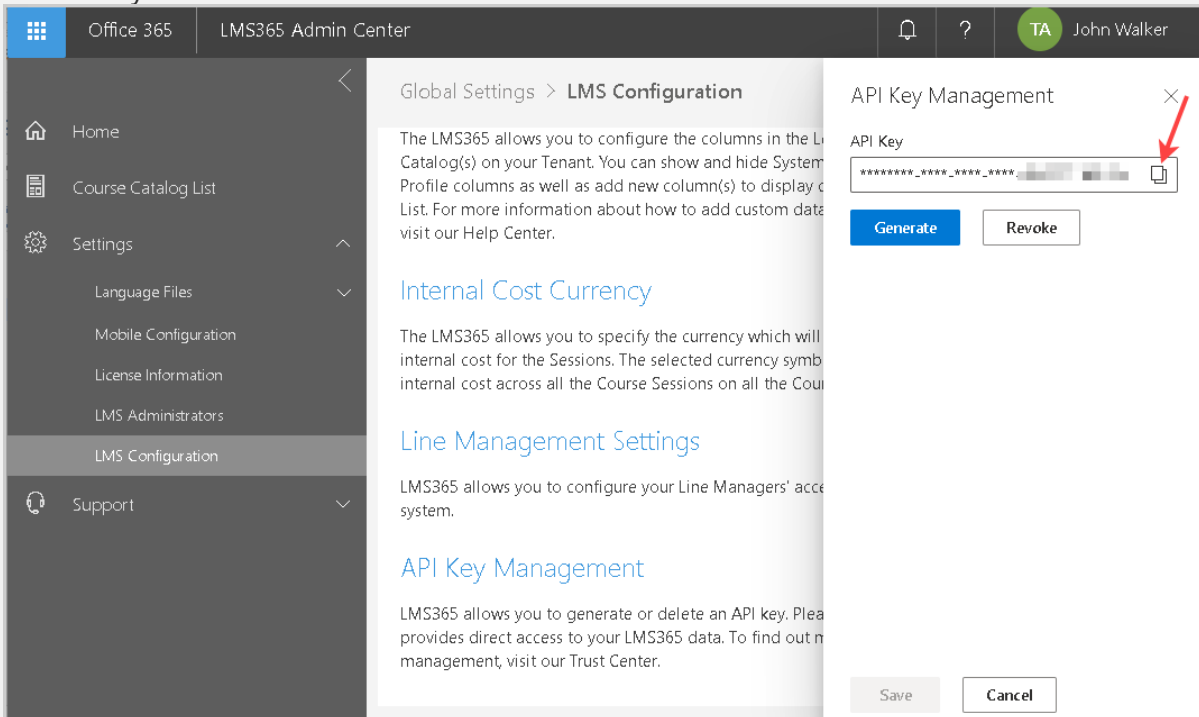 Office 365
LMS365 Admin Center
?
TA
John Walker
Home
Course Catalog List
Settings
Language Files
Mobile Configuration
License Information
LMS Administrators
LMS Configuration
Support
Global Settings > LMS Configuration
The LMS365 allows you to configure the columns in the
Catalog(s) on your Tenant. You can show and hide System
Profile columns as well as add new column(s) to display
List. For more information about how to add custom data
visit our Help Center.
Internal Cost Currency
The LMS365 allows you to specify the currency which will
internal cost for the Sessions. The selected currency symb
internal cost across all the Course Sessions on all the Cou
Line Management Settings
LMS365 allows you to configure your Line Managers' acce
system.
API Key Management
LMS365 allows you to generate or delete an API key. Plea
provides direct access to your LMS365 data. To find out
management, visit our Trust Center.
API Key Management
API Key
********-****-****-****-
Generate
Revoke
Save
Cancel